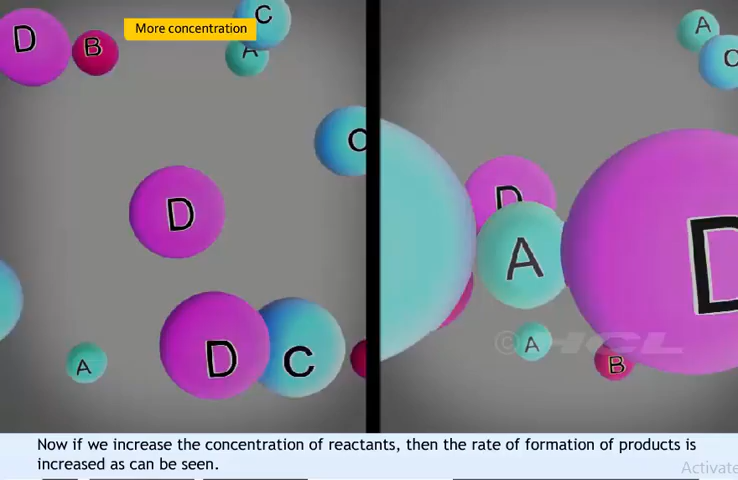 More concentration
D
B
C
A
C
D
D
C
A
A
C
D
A
D
A
B
©HCL
Now if we increase the concentration of reactants, then the rate of formation of products is
increased as can be seen.
Activate